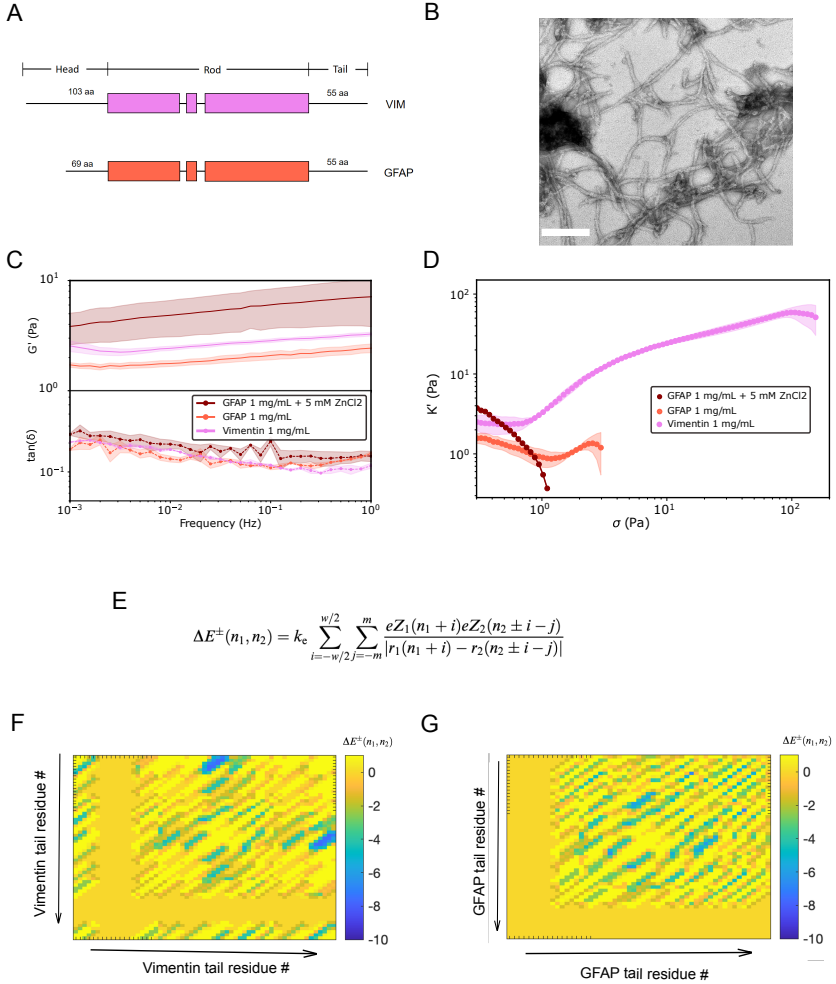 A
Head
Rod
Tail
103 aa
55 aa
VIM
69 aa
55 aa
GFAP
B
C
10¹
G' (Pa)
10⁰
GFAP 1 mg/mL + 5 mM ZnCl2
GFAP 1 mg/mL
Vimentin 1 mg/mL
tan(δ)
10⁻¹
10⁻³ 10⁻² 10⁻¹ 10⁰
Frequency (Hz)
D
10²
10¹
K' (Pa)
10⁰
GFAP 1 mg/mL + 5 mM ZnCl2
GFAP 1 mg/mL
Vimentin 1 mg/mL
10⁰ 10¹ 10²
σ (Pa)
E
ΔE±(n₁,n₂) = kₑ ∑_{i=−w/2}^{w/2} ∑_{j=−m}^{m} eZ₁(n₁+i)eZ₂(n₂±i−j) / |r₁(n₁+i)−r₂(n₂±i−j)|
F
ΔE±(n₁,n₂)
Vimentin tail residue #
0
-2
-4
-6
-8
-10
Vimentin tail residue #
G
ΔE±(n₁,n₂)
GFAP tail residue #
0
-2
-4
-6
-8
-10
GFAP tail residue #